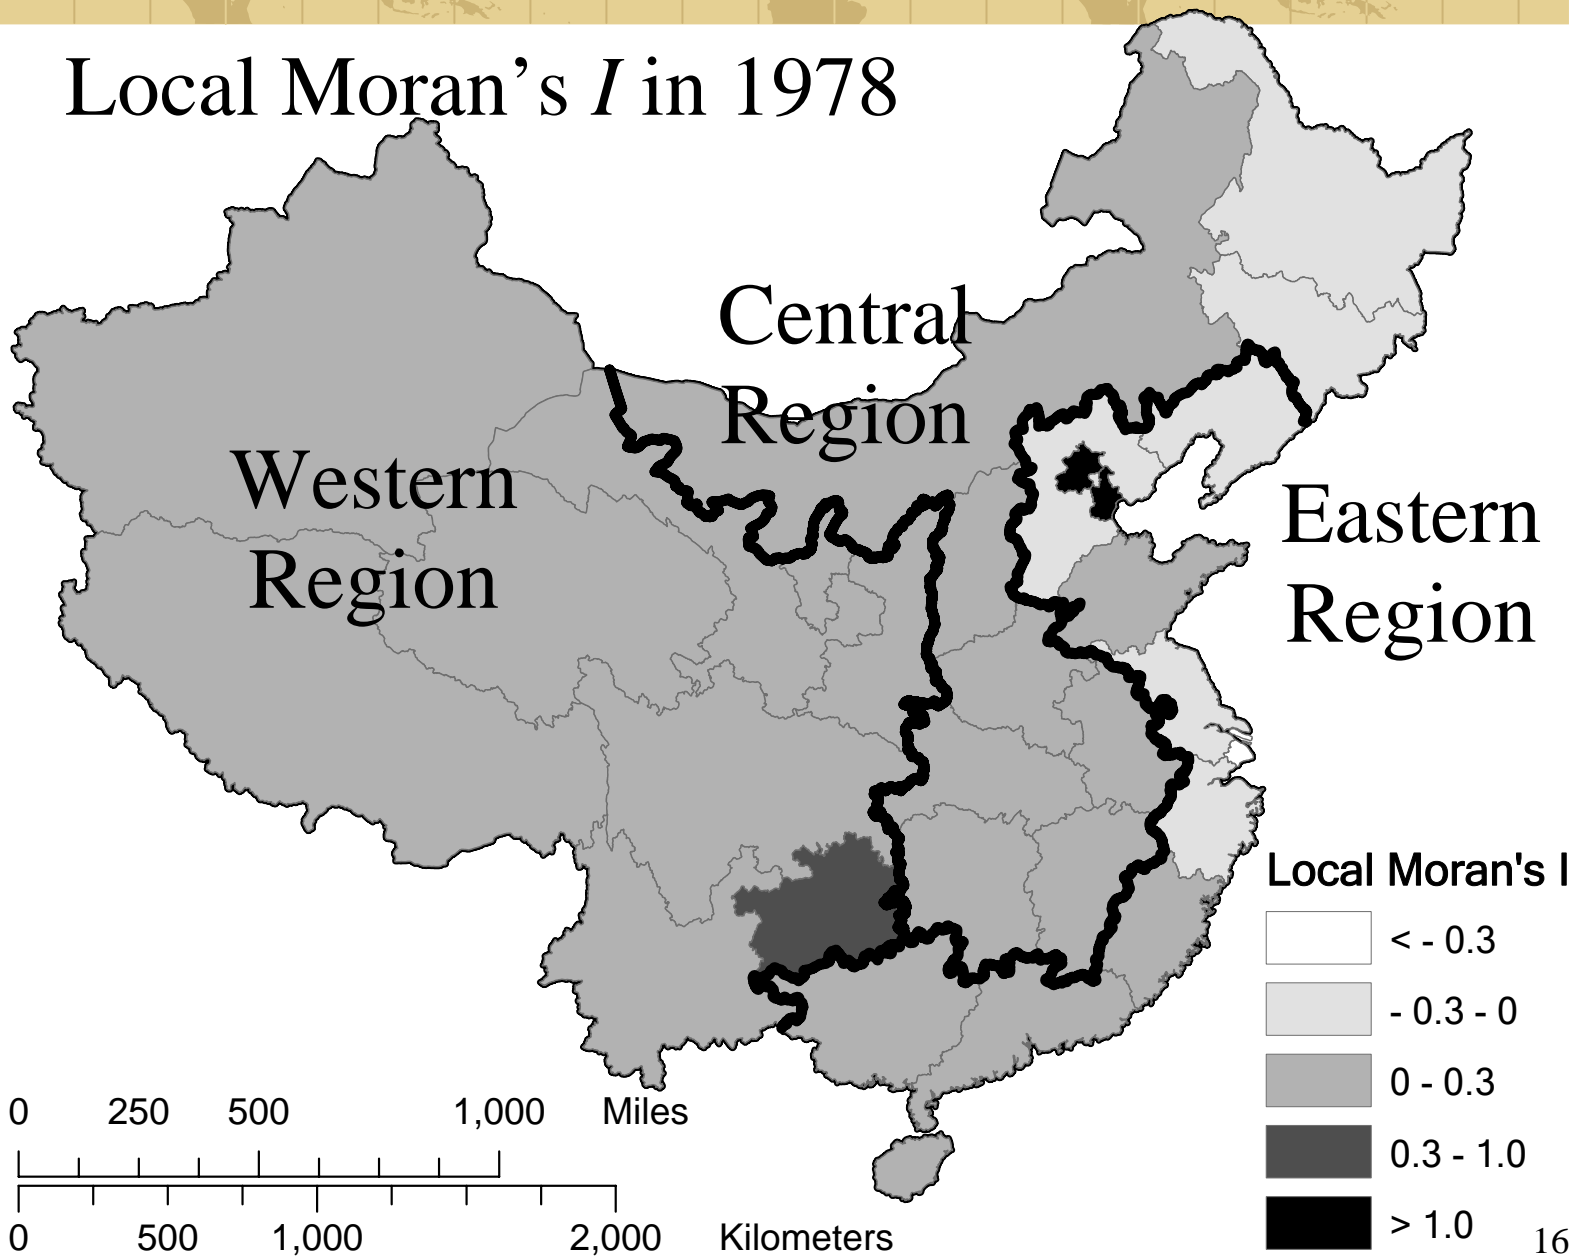 Local Moran's I in 1978
Central
Region
Western
Region
Eastern
Region
Local Moran's I
< - 0.3
- 0.3 - 0
0 - 0.3
0.3 - 1.0
> 1.0
0 250 500 1,000 Miles
0 500 1,000 2,000 Kilometers
16